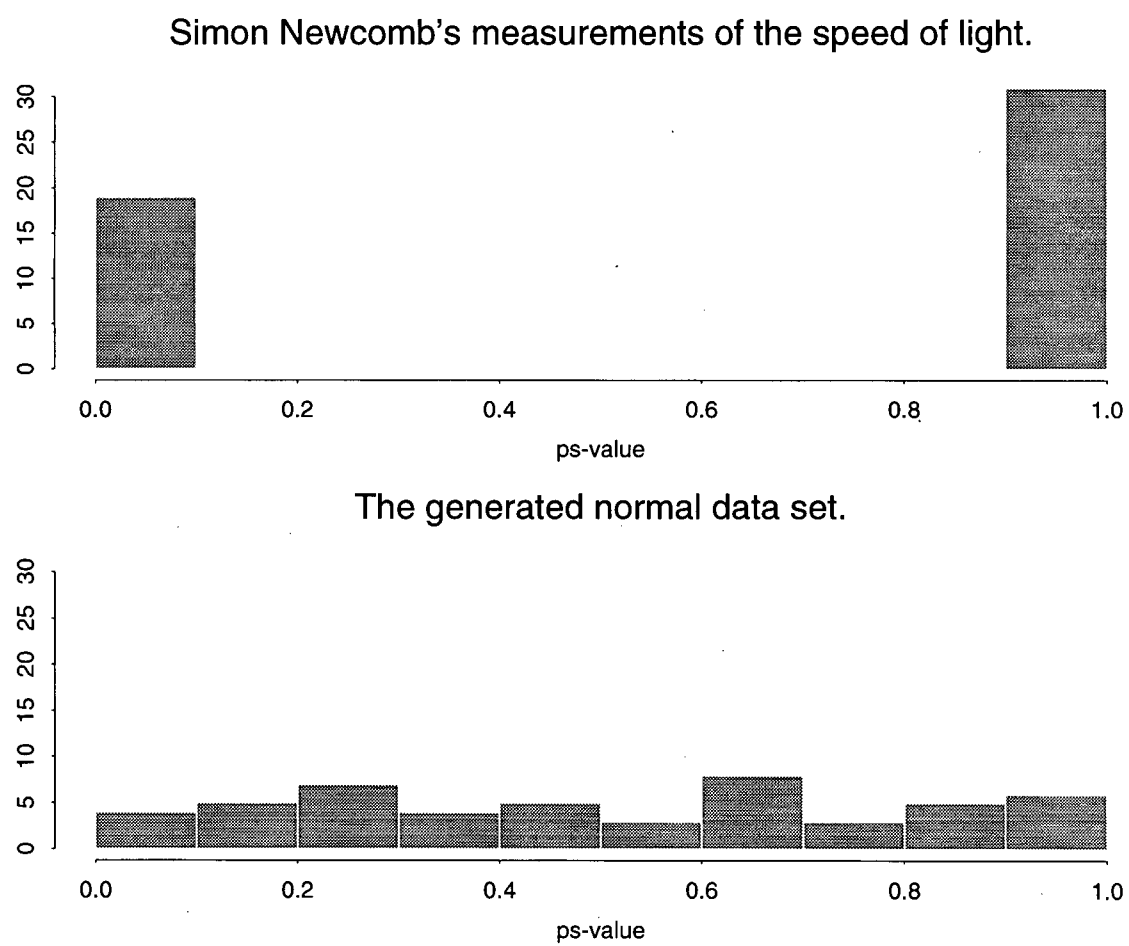 Simon Newcomb's measurements of the speed of light.
30
25
20
15
10
5
0
0.0 0.2 0.4 0.6 0.8 1.0
ps-value
The generated normal data set.
30
25
20
15
10
5
0
0.0 0.2 0.4 0.6 0.8 1.0
ps-value